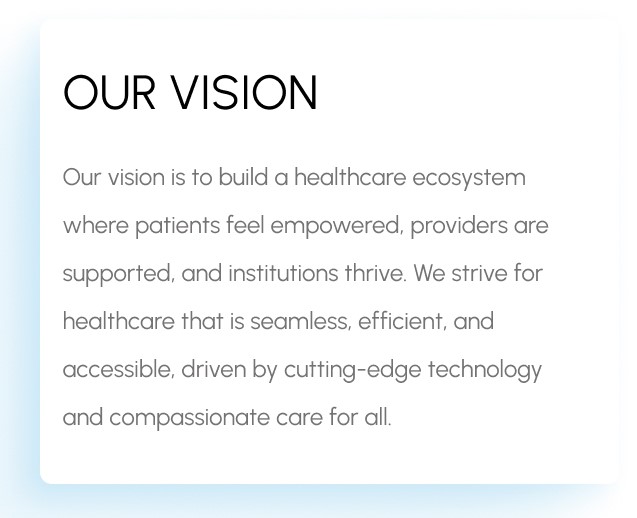 OUR VISION
Our vision is to build a healthcare ecosystem
where patients feel empowered, providers are
supported, and institutions thrive. We strive for
healthcare that is seamless, efficient, and
accessible, driven by cutting-edge technology
and compassionate care for all.